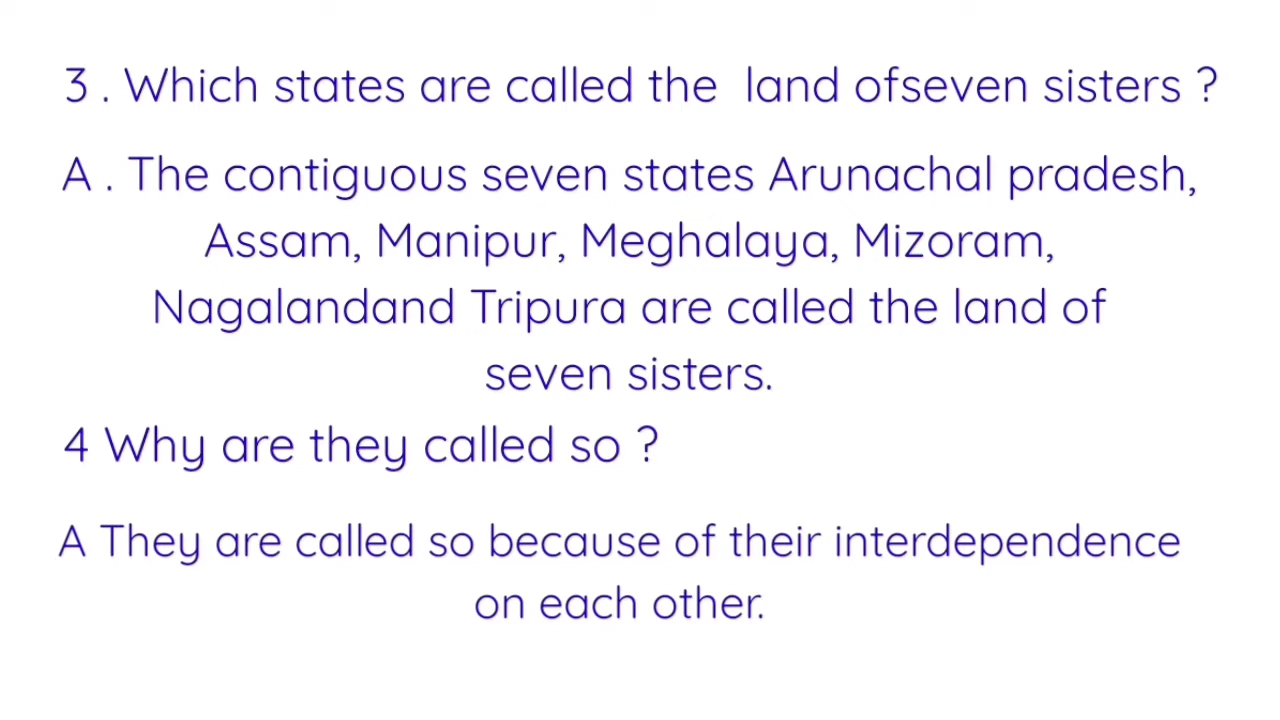 3 . Which states are called the land ofseven sisters ?
A . The contiguous seven states Arunachal pradesh,
Assam, Manipur, Meghalaya, Mizoram,
Nagalandand Tripura are called the land of
seven sisters.
4 Why are they called so ?
A They are called so because of their interdependence
on each other.